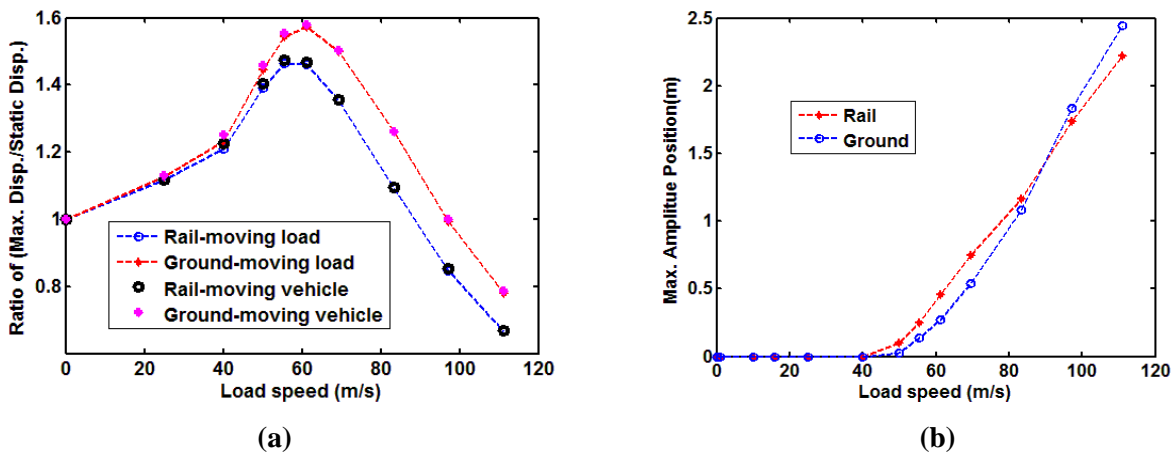 Ratio of (Max. Disp./Static Disp.)
1.6
1.4
1.2
1
0.8
Rail-moving load
Ground-moving load
Rail-moving vehicle
Ground-moving vehicle
0 20 40 60 80 100 120
Load speed (m/s)
(a)
Max. Amplitue Position(m)
2.5
2
1.5
1
0.5
0
Rail
Ground
0 20 40 60 80 100 120
Load speed (m/s)
(b)